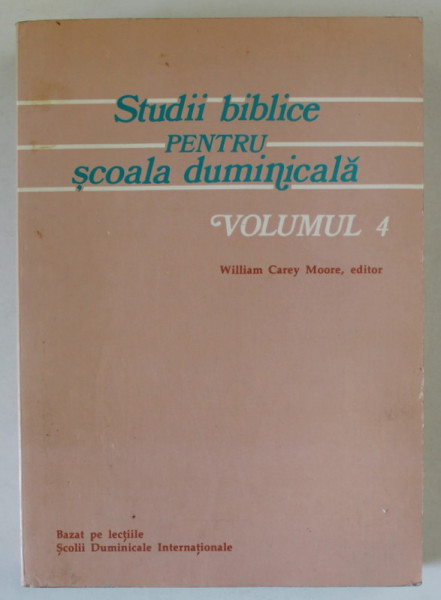 Studii biblice
PENTRU
școala duminicală
VOLUMUL 4
William Carey Moore, editor
Bazat pe lecțiile
Școlii Duminicale Internaționale